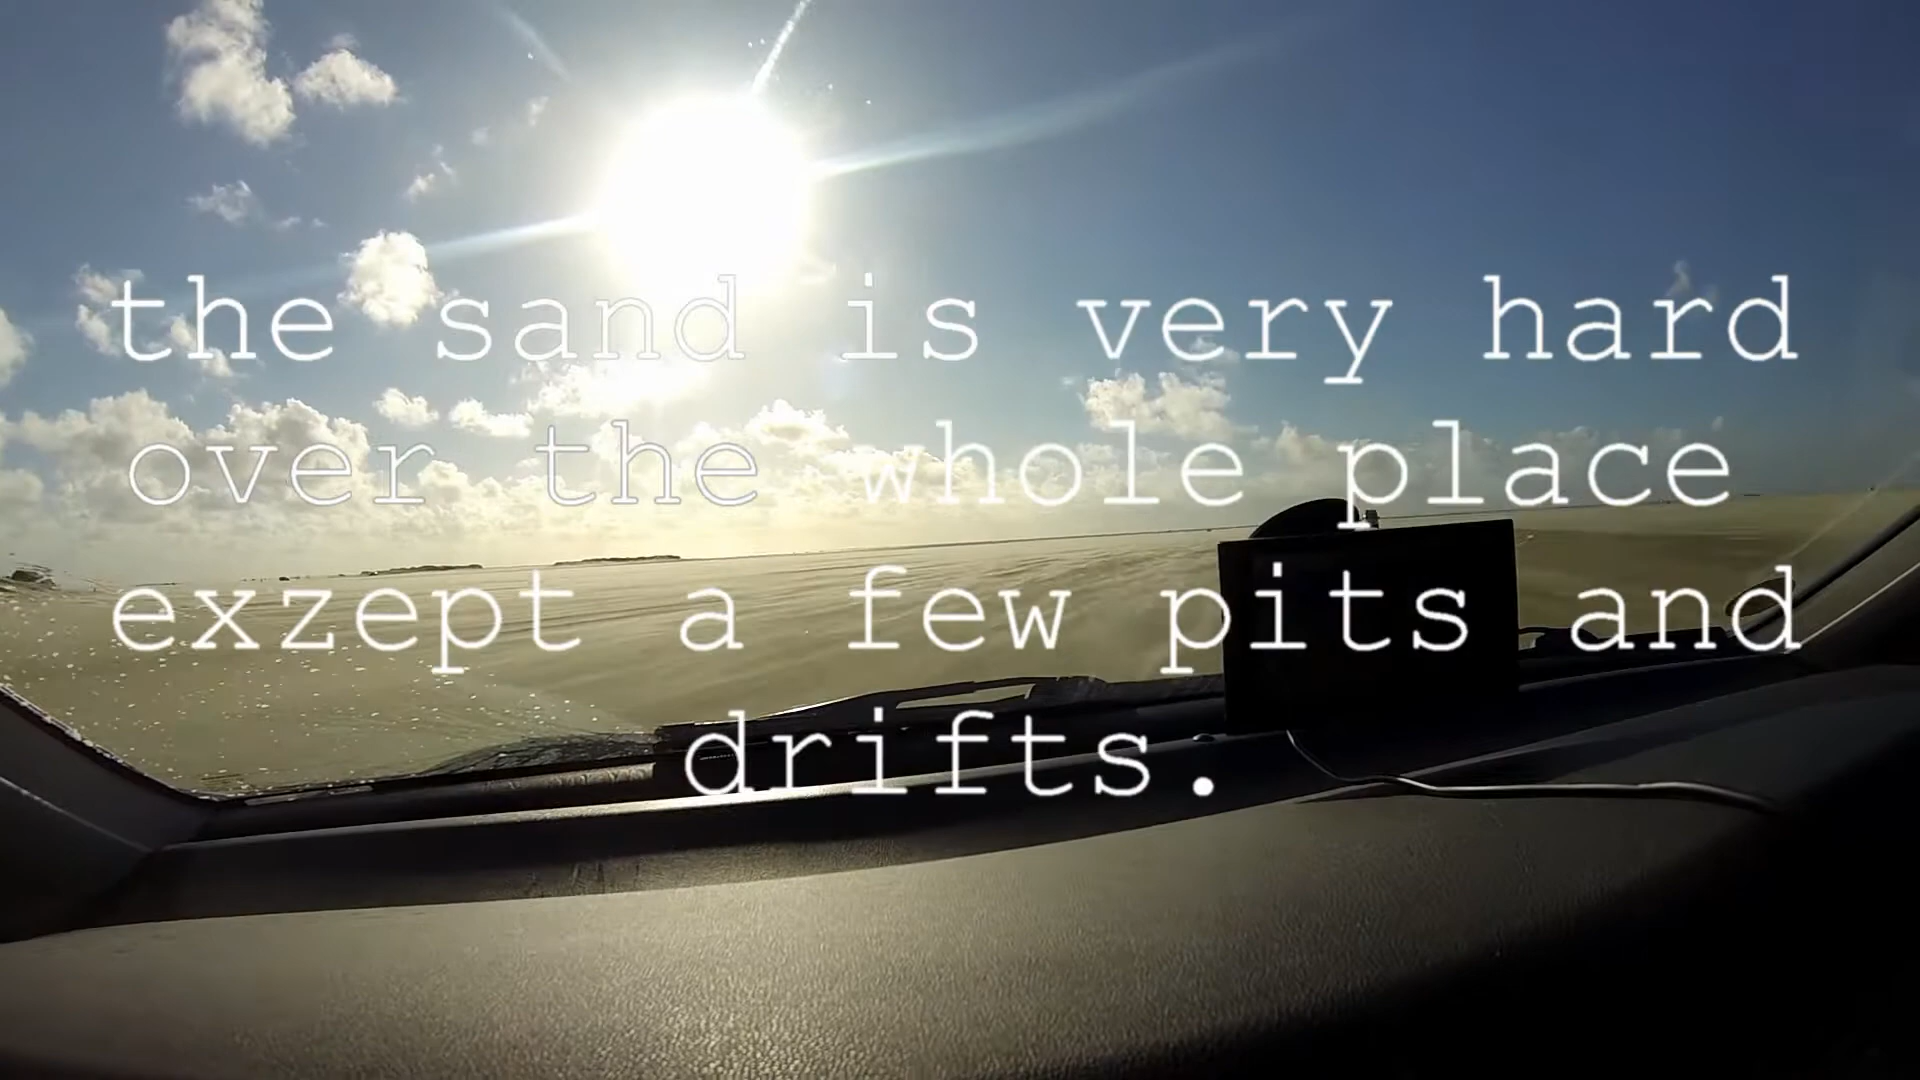 the sand is very hard
over the whole place
exzept a few pits and
drifts.